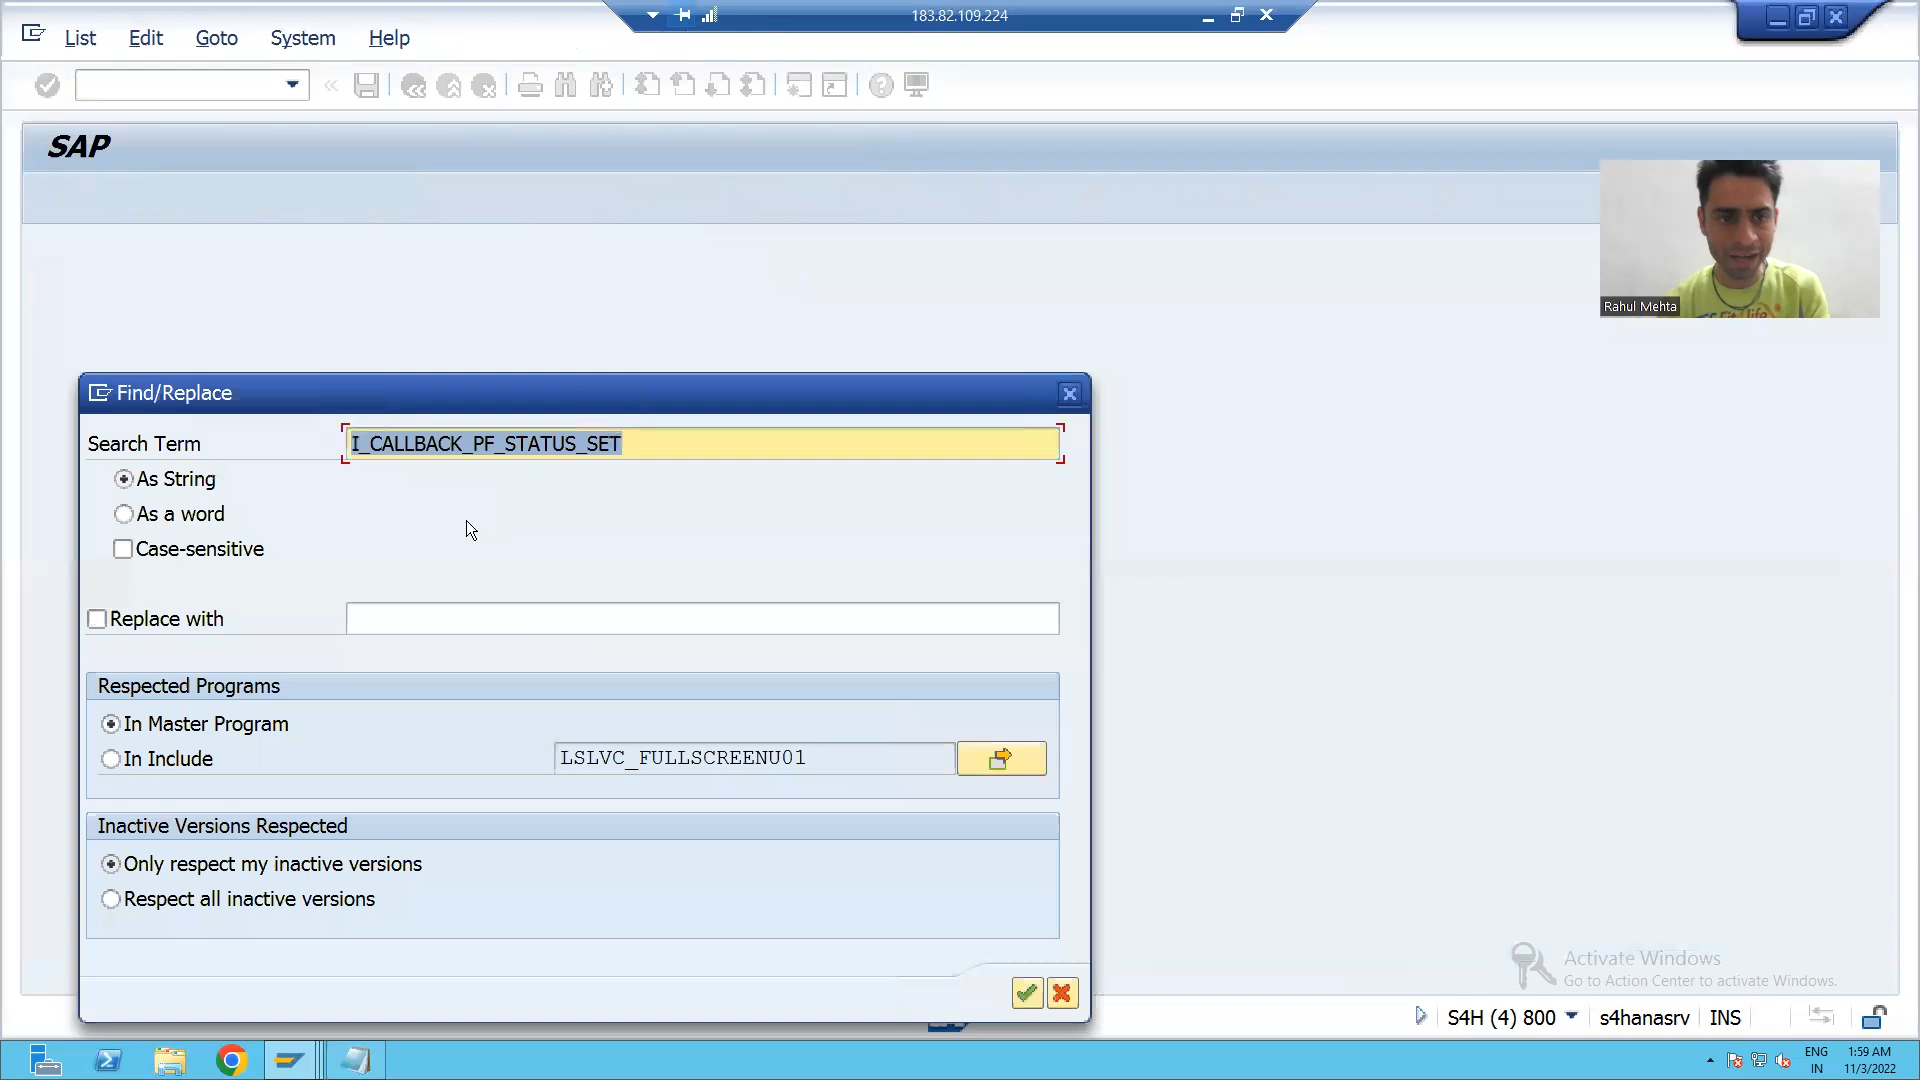 183.82.109.224
List Edit Goto System Help
SAP
Rahul Mehta
Find/Replace
Search Term I_CALLBACK_PF_STATUS_SET
As String
As a word
Case-sensitive
Replace with
Respected Programs
In Master Program
In Include LSLVC_FULLSCREENU01
Inactive Versions Respected
Only respect my inactive versions
Respect all inactive versions
Activate Windows
Go to Action Center to activate Windows.
S4H (4) 800 s4hanasrv INS
ENG 1:59 AM
IN 11/3/2022